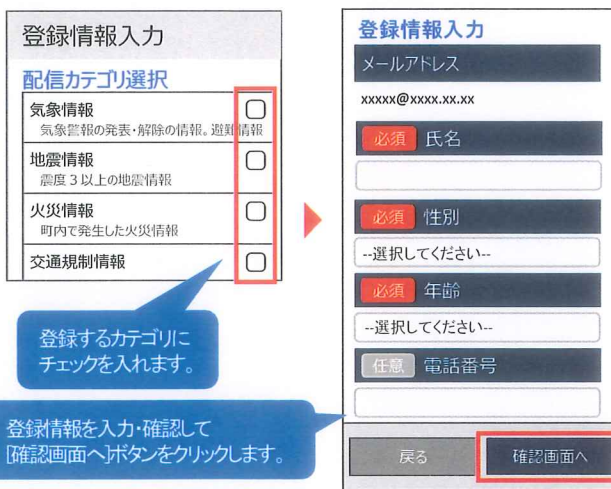 登録情報入力
配信カテゴリ選択
気象情報
気象警報の発表・解除の情報。避難情報
地震情報
震度3以上の地震情報
火災情報
町内で発生した火災情報
交通規制情報
登録するカテゴリに
チェックを入れます。
登録情報入力
メールアドレス
xxxxx@xxxx.xx.xx
必須 氏名
必須 性別
--選択してください--
必須 年齢
--選択してください--
任意 電話番号
登録情報を入力・確認して
[確認画面へ]ボタンをクリックします。
戻る 確認画面へ